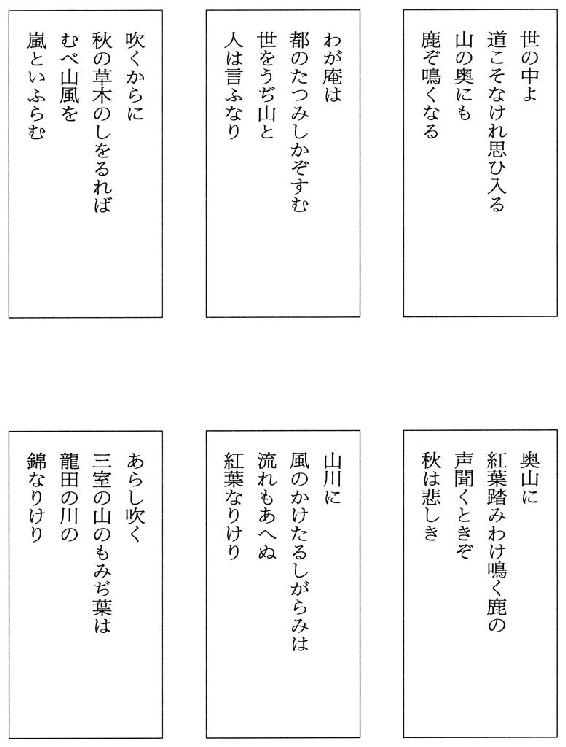 世の中よ
道こそなけれ思ひ入る
山の奥にも
鹿ぞ鳴くなる
わが庵は
都のたつみしかぞすむ
世をうぢ山と
人は言ふなり
吹くからに
秋の草木のしをるれば
むべ山風を
嵐といふらむ
奥山に
紅葉踏みわけ鳴く鹿の
声聞くときぞ
秋は悲しき
山川に
風のかけたるしがらみは
流れもあへぬ
紅葉なりけり
あらし吹く
三室の山のもみぢ葉は
龍田の川の
錦なりけり